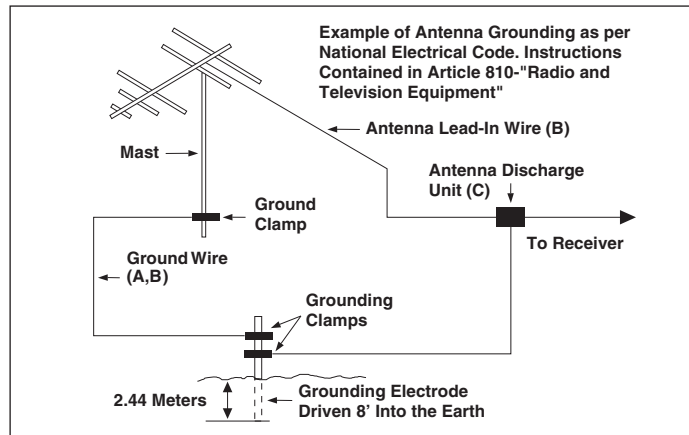 Example of Antenna Grounding as per
National Electrical Code. Instructions
Contained in Article 810-"Radio and
Television Equipment"
Antenna Lead-In Wire (B)
Mast
Antenna Discharge
Unit (C)
Ground
Clamp
To Receiver
Ground Wire
(A,B)
Grounding
Clamps
2.44 Meters
Grounding Electrode
Driven 8' Into the Earth